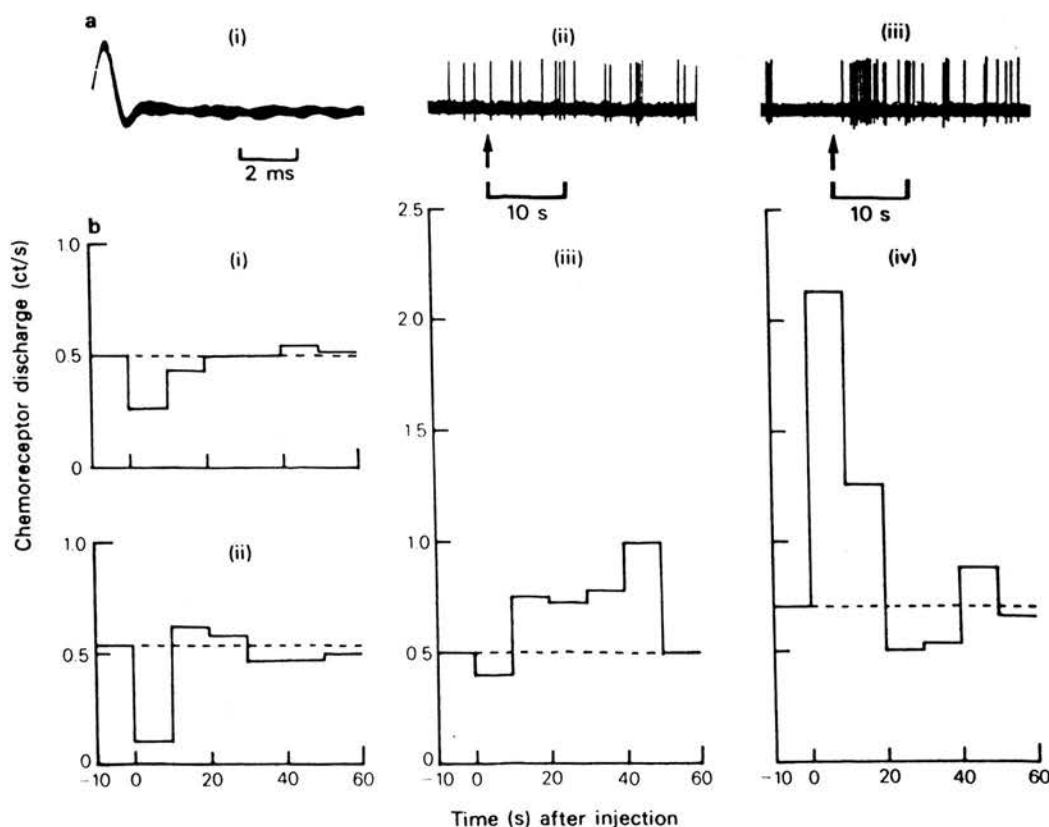 a
(i)
(ii)
(iii)
2 ms
10 s
10 s
b
Chemoreceptor discharge (ct/s)
(i)
1.0
0.5
0
(ii)
1.0
0.5
0
-10 0 20 40 60
(iii)
2.5
2.0
1.5
1.0
0.5
0
-10 0 20 40 60
(iv)
-10 0 20 40 60
Time (s) after injection